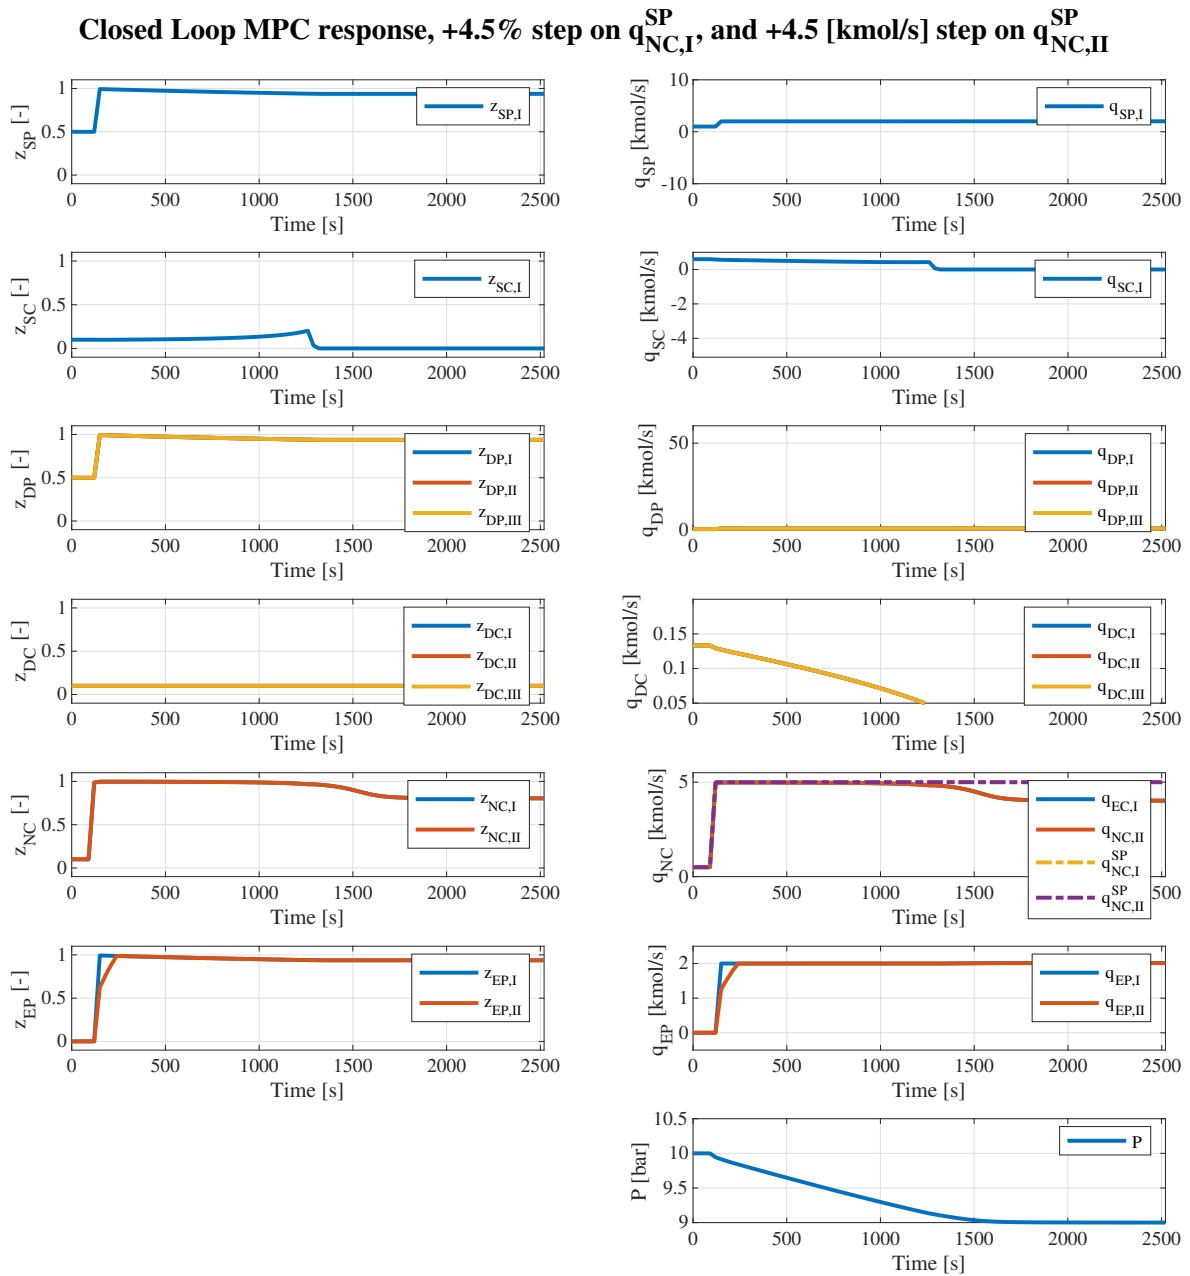 Closed Loop MPC response, +4.5% step on q^SP_NC,I, and +4.5 [kmol/s] step on q^SP_NC,II
z_SP [-]
1
0.5
0
z_SP,I
0 500 1000 1500 2000 2500
Time [s]
q_SP [kmol/s]
10
0
-10
q_SP,I
0 500 1000 1500 2000 2500
Time [s]
z_SC [-]
1
0.5
0
z_SC,I
0 500 1000 1500 2000 2500
Time [s]
q_SC [kmol/s]
0
-2
-4
q_SC,I
0 500 1000 1500 2000 2500
Time [s]
z_DP [-]
1
0.5
0
z_DP,I
z_DP,II
z_DP,III
0 500 1000 1500 2000 2500
Time [s]
q_DP [kmol/s]
50
0
q_DP,I
q_DP,II
q_DP,III
0 500 1000 1500 2000 2500
Time [s]
z_DC [-]
1
0.5
0
z_DC,I
z_DC,II
z_DC,III
0 500 1000 1500 2000 2500
Time [s]
q_DC [kmol/s]
0.15
0.1
0.05
q_DC,I
q_DC,II
q_DC,III
0 500 1000 1500 2000 2500
Time [s]
z_NC [-]
1
0.5
0
z_NC,I
z_NC,II
0 500 1000 1500 2000 2500
Time [s]
q_NC [kmol/s]
5
0
q_EC,I
q_NC,II
q^SP_NC,I
q^SP_NC,II
0 500 1000 1500 2000 2500
Time [s]
z_EP [-]
1
0.5
0
z_EP,I
z_EP,II
0 500 1000 1500 2000 2500
Time [s]
q_EP [kmol/s]
2
1
0
q_EP,I
q_EP,II
0 500 1000 1500 2000 2500
Time [s]
P [bar]
10.5
10
9.5
9
P
0 500 1000 1500 2000 2500
Time [s]